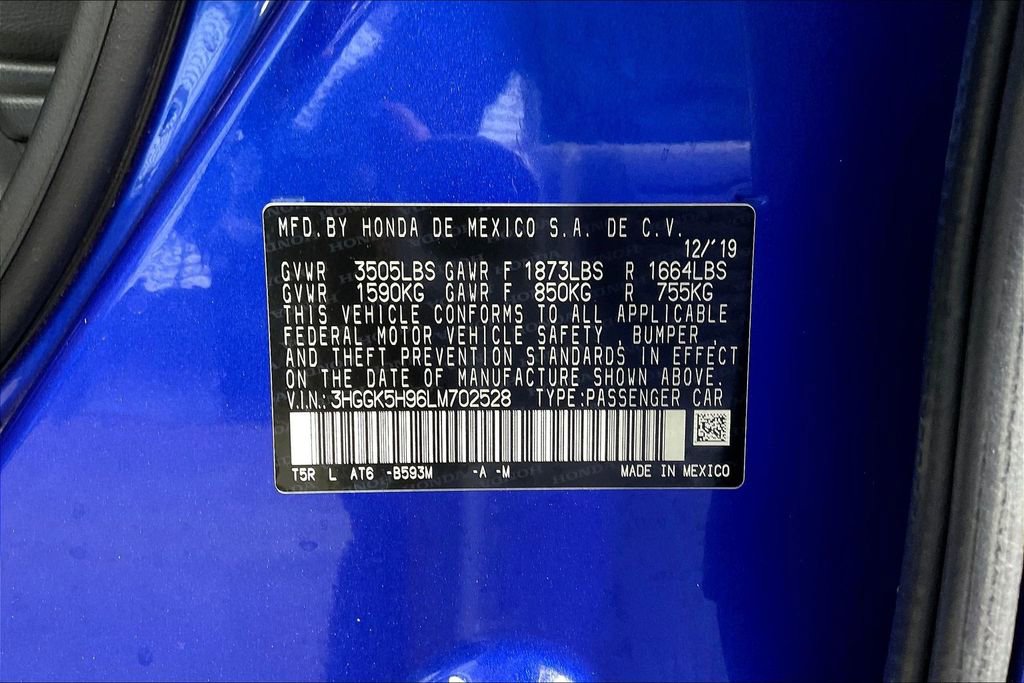 MFD.BY HONDA DE MEXICO S.A. DE C.V.
12/'19
GVWR 3505LBS GAWR F 1873LBS R 1664LBS
GVWR 1590KG GAWR F 850KG R 755KG
THIS VEHICLE CONFORMS TO ALL APPLICABLE
FEDERAL MOTOR VEHICLE SAFETY , BUMPER ,
AND THEFT PREVENTION STANDARDS IN EFFECT
ON THE DATE OF MANUFACTURE SHOWN ABOVE.
V.I.N.: 3HGGK5H96LM702528 TYPE:PASSENGER CAR
T5R L AT6 -B593M -A -M MADE IN MEXICO